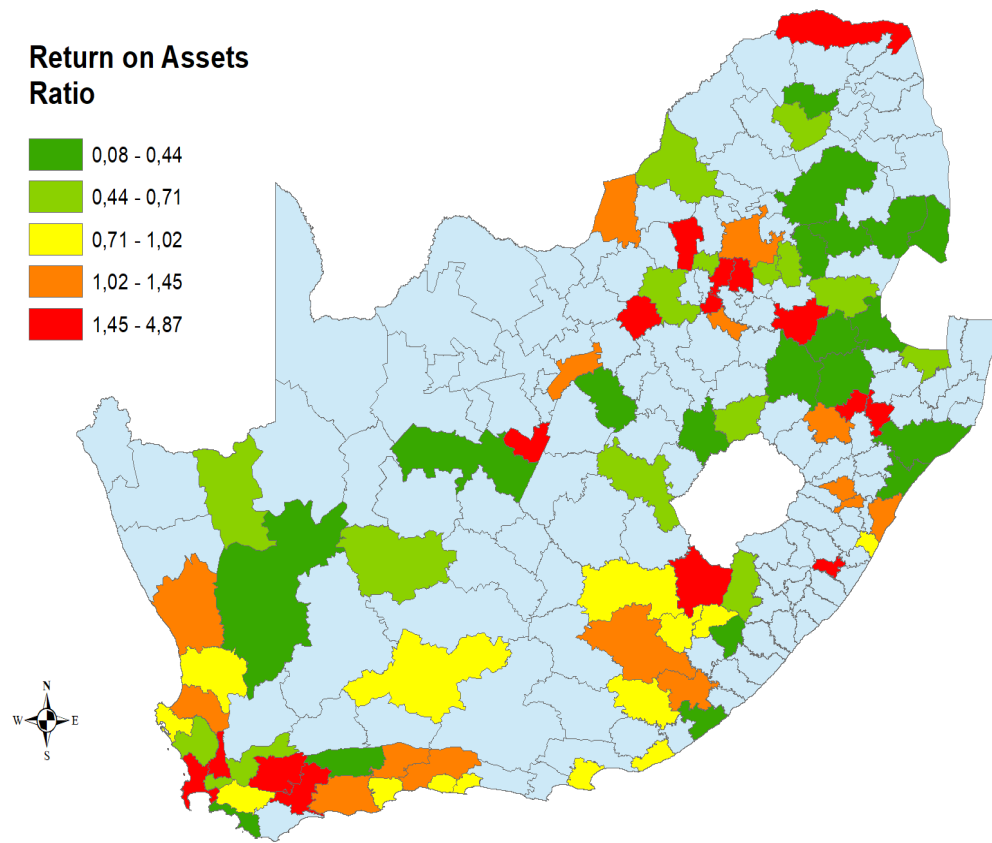 Return on Assets
Ratio
0,08 - 0,44
0,44 - 0,71
0,71 - 1,02
1,02 - 1,45
1,45 - 4,87
N
W E
S